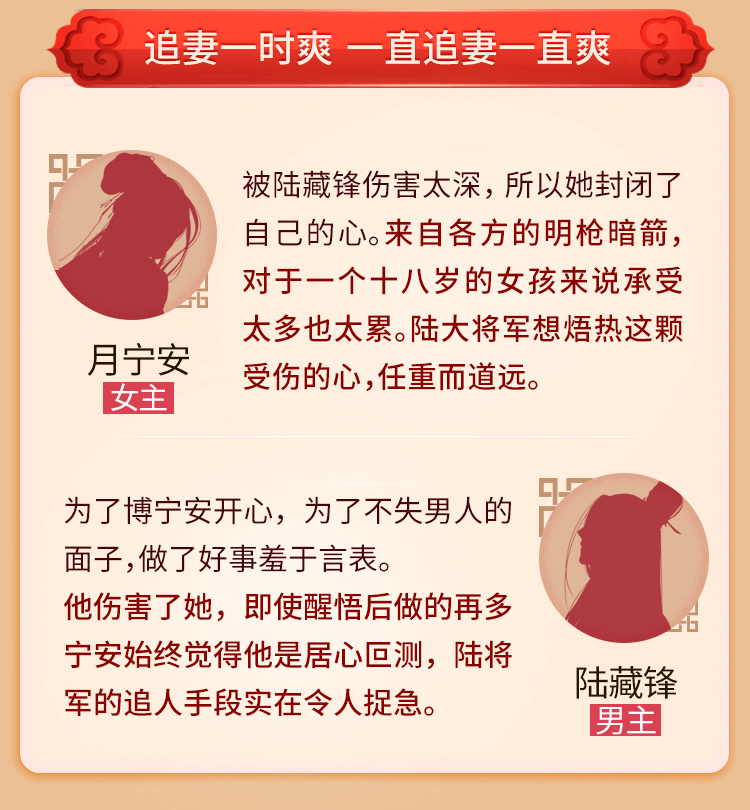 追妻一时爽 一直追妻一直爽
被陆藏锋伤害太深，所以她封闭了
自己的心。来自各方的明枪暗箭，
对于一个十八岁的女孩来说承受
太多也太累。陆大将军想焐热这颗
受伤的心，任重而道远。
月宁安
女主
为了博宁安开心，为了不失男人的
面子，做了好事羞于言表。
他伤害了她，即使醒悟后做的再多
宁安始终觉得他是居心叵测，陆将
军的追人手段实在令人捉急。
陆藏锋
男主